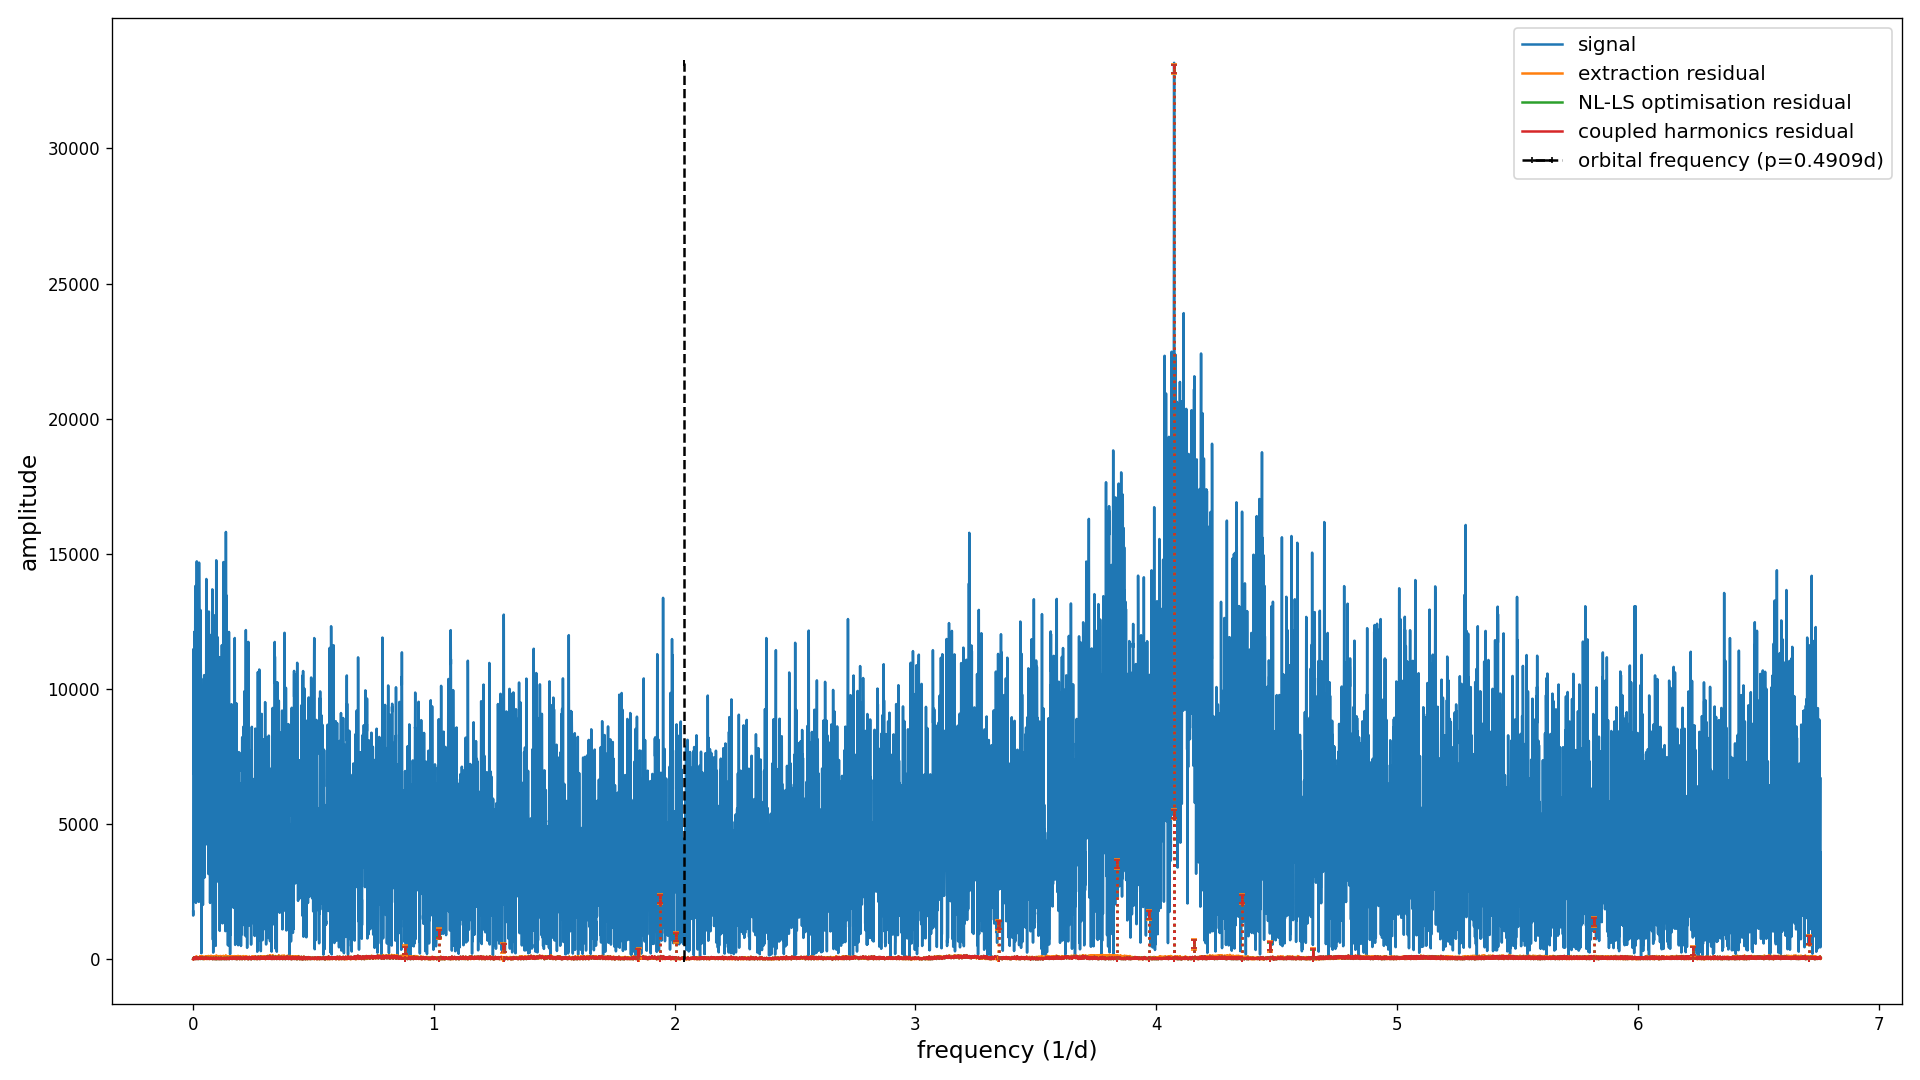 signal
extraction residual
NL-LS optimisation residual
coupled harmonics residual
orbital frequency (p=0.4909d)
30000
25000
20000
15000
10000
5000
0
amplitude
0 1 2 3 4 5 6 7
frequency (1/d)